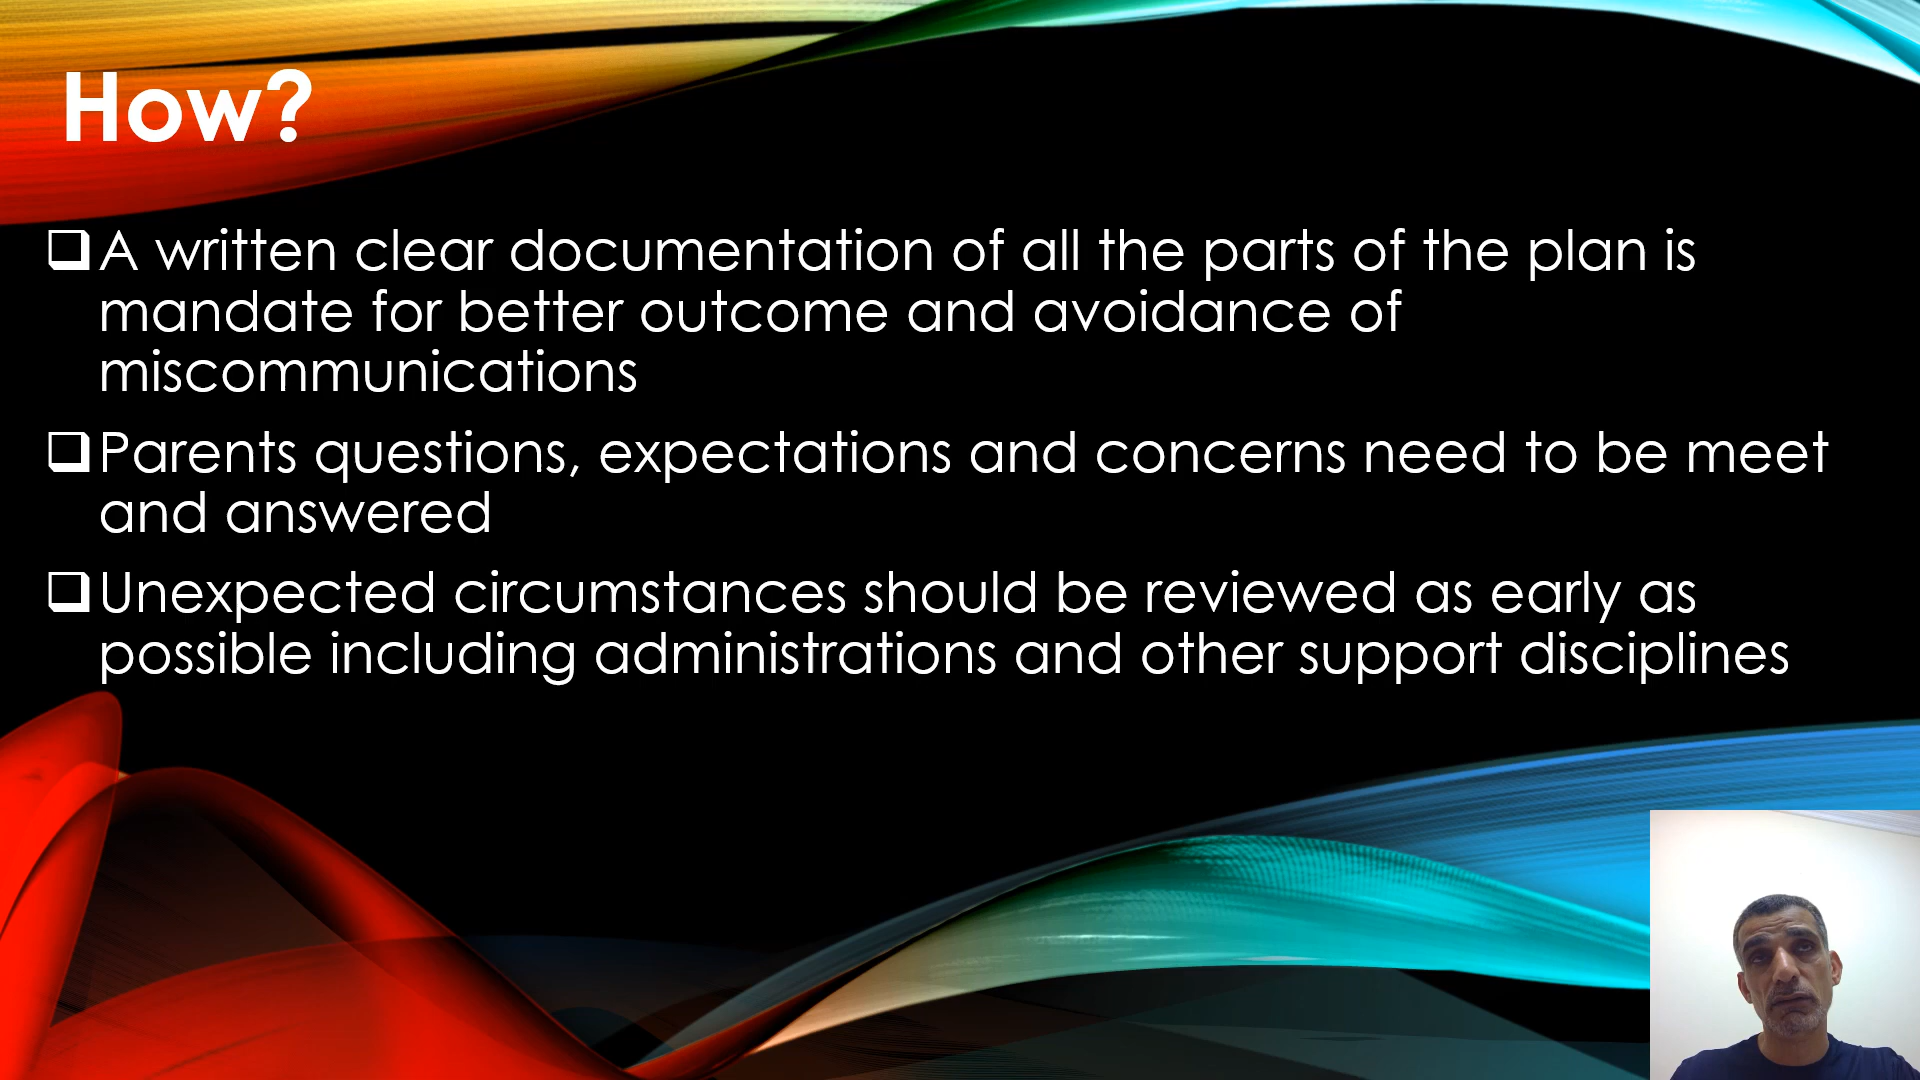 How?
A written clear documentation of all the parts of the plan is
mandate for better outcome and avoidance of
miscommunications
Parents questions, expectations and concerns need to be meet
and answered
Unexpected circumstances should be reviewed as early as
possible including administrations and other support disciplines